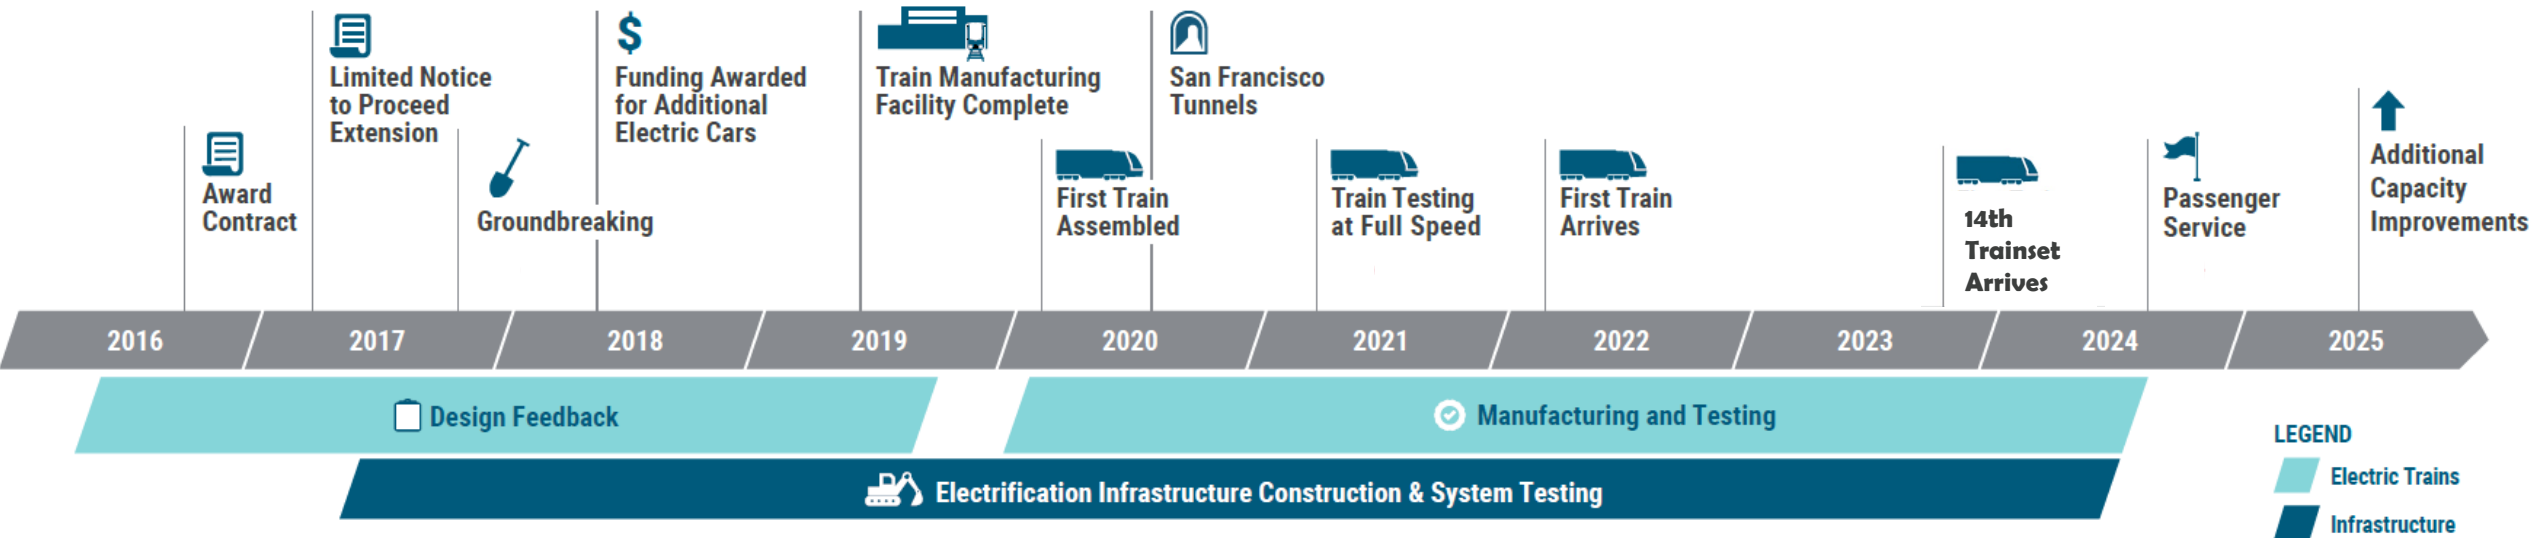 Limited Notice
to Proceed
Extension
$
Funding Awarded
for Additional
Electric Cars
Train Manufacturing
Facility Complete
San Francisco
Tunnels
Award
Contract
Groundbreaking
First Train
Assembled
Train Testing
at Full Speed
First Train
Arrives
14th
Trainset
Arrives
Passenger
Service
Additional
Capacity
Improvements
2016
2017
2018
2019
2020
2021
2022
2023
2024
2025
Design Feedback
Manufacturing and Testing
Electrification Infrastructure Construction & System Testing
LEGEND
Electric Trains
Infrastructure